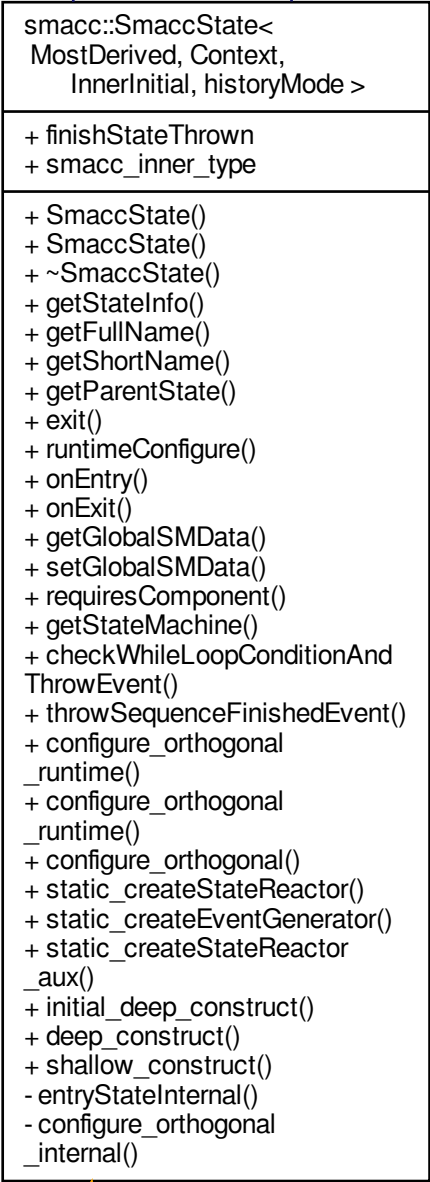 smacc::SmaccState<
MostDerived, Context,
InnerInitial, historyMode >
+ finishStateThrown
+ smacc_inner_type
+ SmaccState()
+ SmaccState()
+ ~SmaccState()
+ getStateInfo()
+ getFullName()
+ getShortName()
+ getParentState()
+ exit()
+ runtimeConfigure()
+ onEntry()
+ onExit()
+ getGlobalSMData()
+ setGlobalSMData()
+ requiresComponent()
+ getStateMachine()
+ checkWhileLoopConditionAnd
ThrowEvent()
+ throwSequenceFinishedEvent()
+ configure_orthogonal
_runtime()
+ configure_orthogonal
_runtime()
+ configure_orthogonal()
+ static_createStateReactor()
+ static_createEventGenerator()
+ static_createStateReactor
_aux()
+ initial_deep_construct()
+ deep_construct()
+ shallow_construct()
- entryStateInternal()
- configure_orthogonal
_internal()